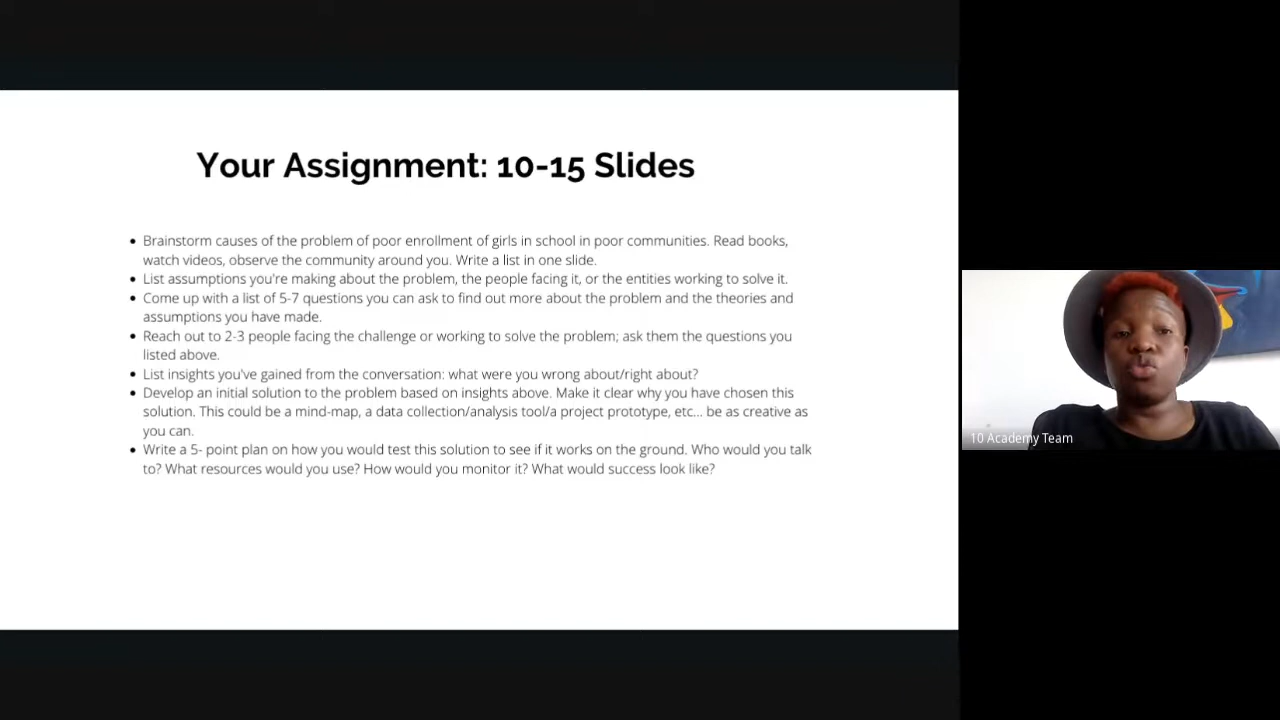 Your Assignment: 10-15 Slides
• Brainstorm causes of the problem of poor enrollment of girls in school in poor communities. Read books,
watch videos, observe the community around you. Write a list in one slide.
• List assumptions you're making about the problem, the people facing it, or the entities working to solve it.
• Come up with a list of 5-7 questions you can ask to find out more about the problem and the theories and
assumptions you have made.
• Reach out to 2-3 people facing the challenge or working to solve the problem; ask them the questions you
listed above.
• List insights you've gained from the conversation: what were you wrong about/right about?
• Develop an initial solution to the problem based on insights above. Make it clear why you have chosen this
solution. This could be a mind-map, a data collection/analysis tool/a project prototype, etc... be as creative as
you can.
• Write a 5- point plan on how you would test this solution to see if it works on the ground. Who would you talk
to? What resources would you use? How would you monitor it? What would success look like?
10 Academy Team